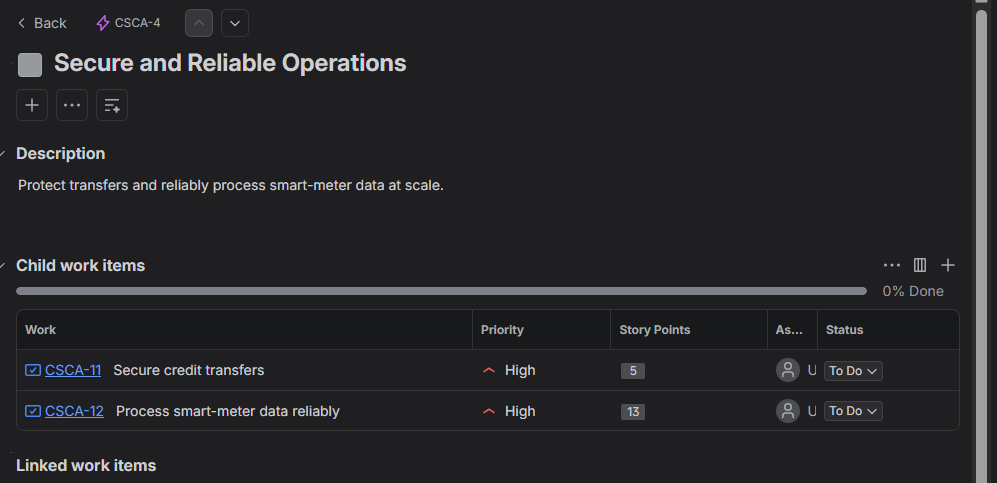 Back CSCA-4
Secure and Reliable Operations
Description
Protect transfers and reliably process smart-meter data at scale.
Child work items
0% Done
Work Priority Story Points As... Status
CSCA-11 Secure credit transfers High 5 U To Do
CSCA-12 Process smart-meter data reliably High 13 U To Do
Linked work items